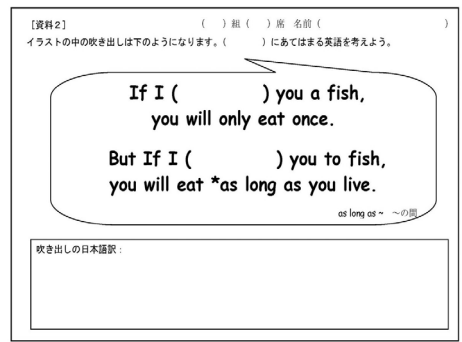 [資料2] (　　)組 (　　)席 名前 (　　　　　　　　)
イラストの中の吹き出しは下のようになります。(　　　)にあてはまる英語を考えよう。
If I (　　　　　) you a fish,
you will only eat once.
But If I (　　　　　) you to fish,
you will eat *as long as you live.
as long as ~ ～の間
吹き出しの日本語訳: